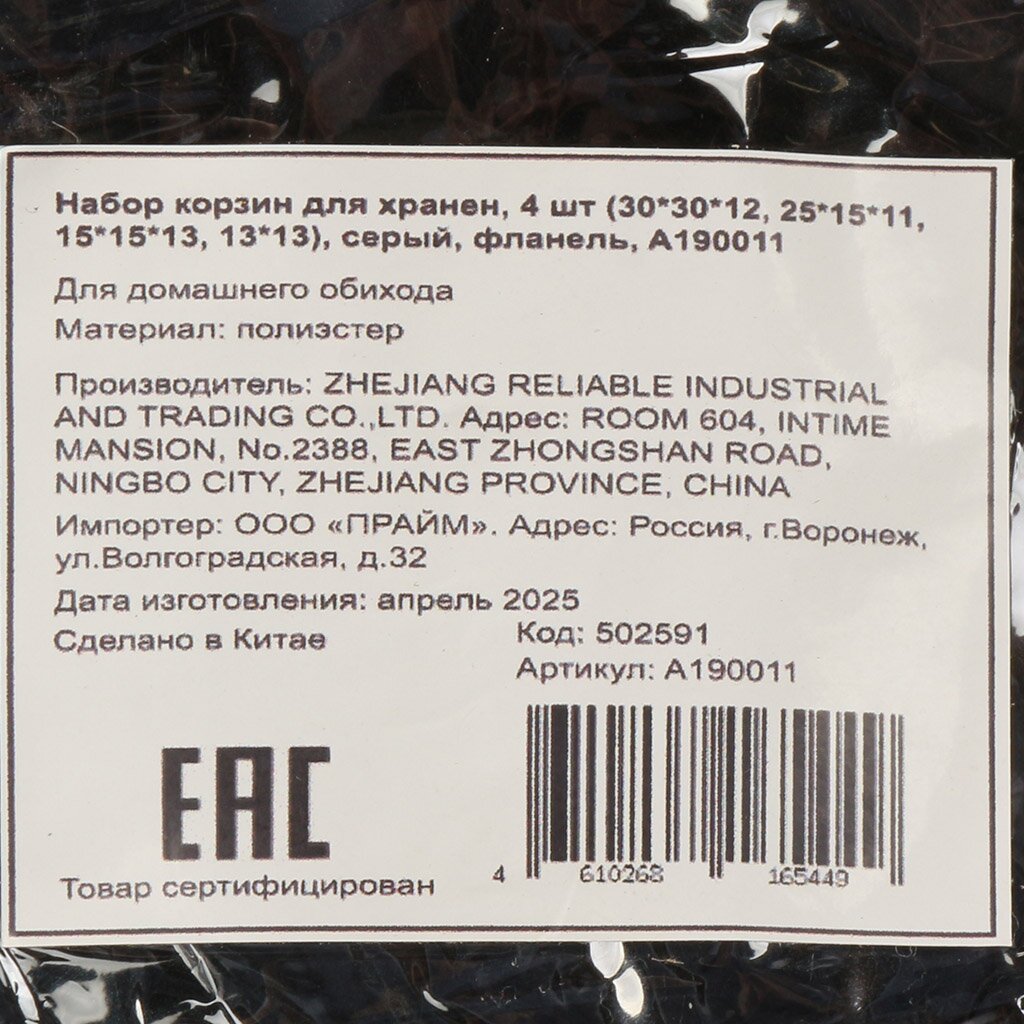 Набор корзин для хранен, 4 шт (30*30*12, 25*15*11,
15*15*13, 13*13), серый, фланель, А190011
Для домашнего обихода
Материал: полиэстер
Производитель: ZHEJIANG RELIABLE INDUSTRIAL
AND TRADING CO.,LTD. Адрес: ROOM 604, INTIME
MANSION, No.2388, EAST ZHONGSHAN ROAD,
NINGBO CITY, ZHEJIANG PROVINCE, CHINA
Импортер: ООО «ПРАЙМ». Адрес: Россия, г.Воронеж,
ул.Волгоградская, д.32
Дата изготовления: апрель 2025
Сделано в Китае
Код: 502591
Артикул: А190011
EAC
Товар сертифицирован
4 610268 165449